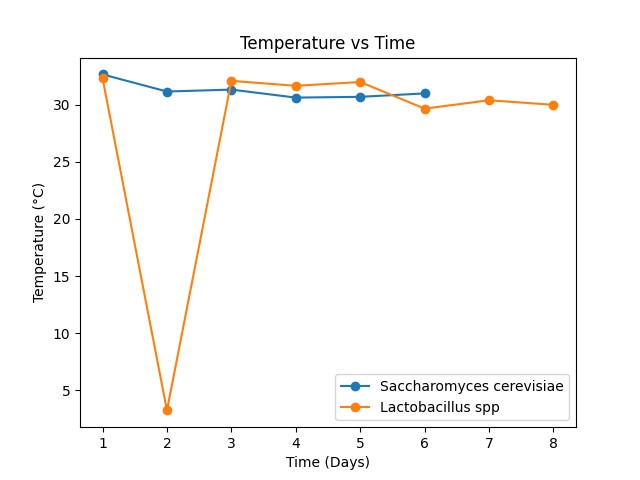 Temperature vs Time
Temperature (°C)
30
25
20
15
10
5
Saccharomyces cerevisiae
Lactobacillus spp
1 2 3 4 5 6 7 8
Time (Days)